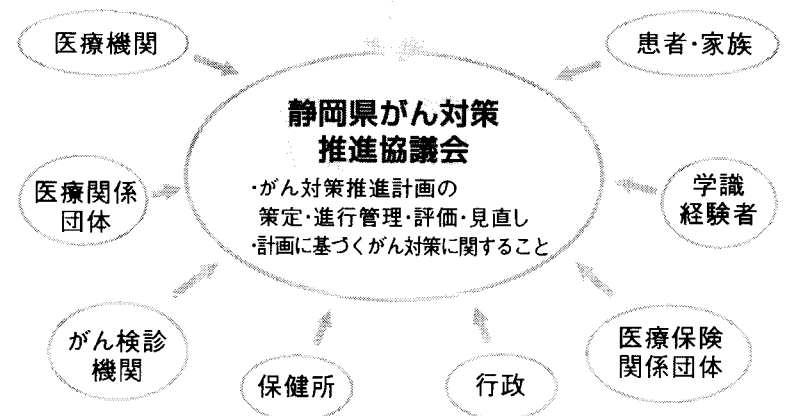 医療機関
患者・家族
静岡県がん対策
推進協議会
・がん対策推進計画の
策定・進行管理・評価・見直し
・計画に基づくがん対策に関すること
医療関係
団体
学識
経験者
がん検診
機関
保健所
行政
医療保険
関係団体